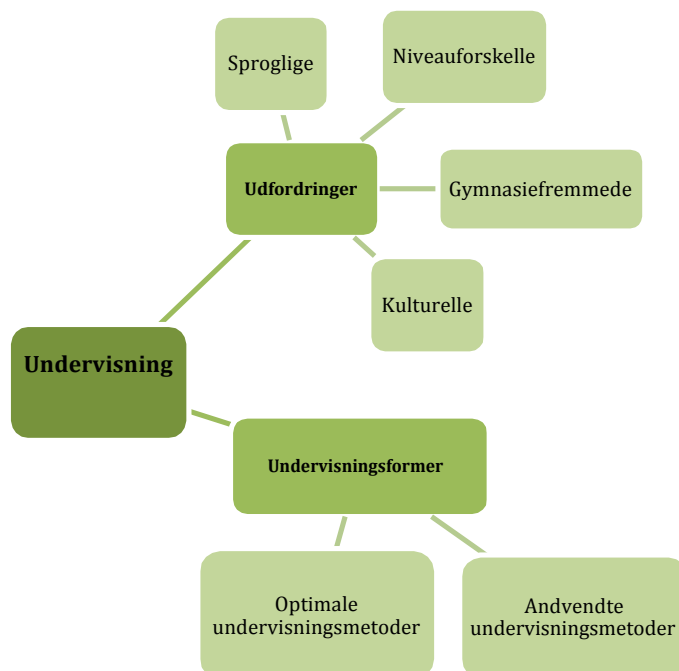 Sproglige
Niveauforskelle
Udfordringer
Gymnasiefremmede
Kulturelle
Undervisning
Undervisningsformer
Optimale
undervisningsmetoder
Andvendte
undervisningsmetoder